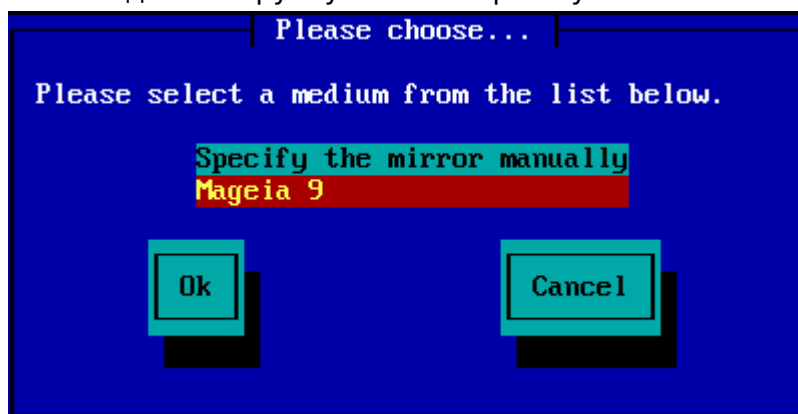 Please choose...
Please select a medium from the list below.
Specify the mirror manually
Mageia 9
Ok
Cancel